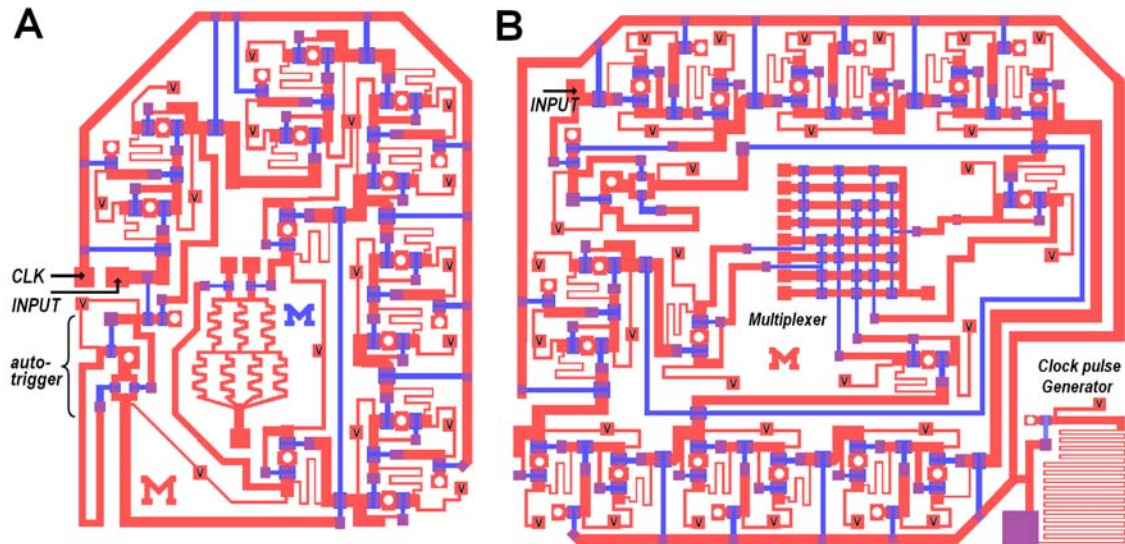 A
B
V V V V V V V
INPUT
V V
V V V V V V
V V V
V V V
V V
CLK
INPUT
V V V V
M
V V V
auto-
trigger
Multiplexer
M
V V V
Clock pulse
Generator
V V V
V V V V
M
V V V
V V V V V V